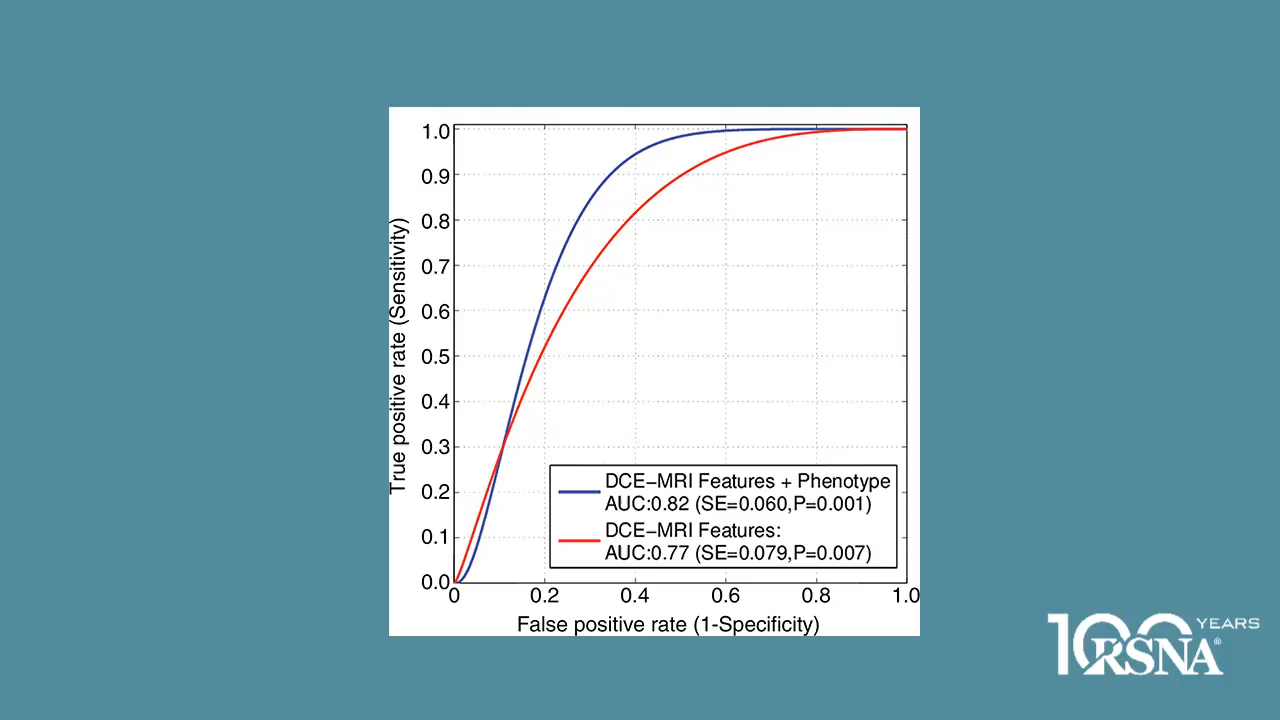 1.0
0.9
0.8
0.7
0.6
0.5
0.4
0.3
0.2
0.1
0.0
0 0.2 0.4 0.6 0.8 1.0
True positive rate (Sensitivity)
False positive rate (1-Specificity)
DCE−MRI Features + Phenotype
AUC:0.82 (SE=0.060,P=0.001)
DCE−MRI Features:
AUC:0.77 (SE=0.079,P=0.007)
100 YEARS
RSNA®